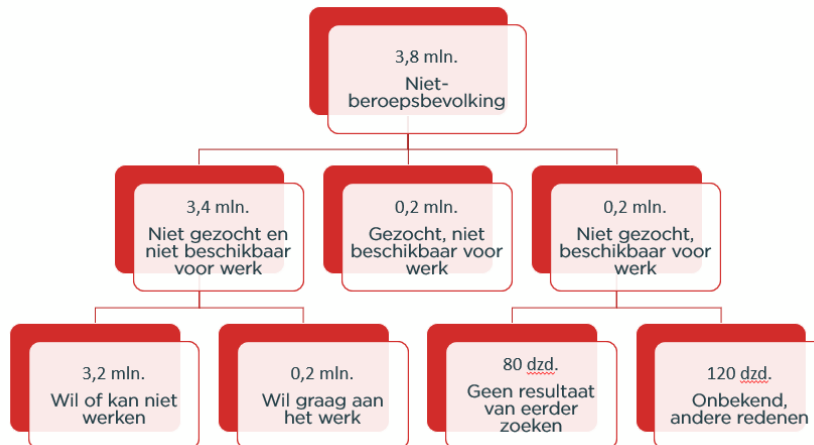 3,8 mln.
Niet-
beroepsbevolking
3,4 mln.
Niet gezocht en
niet beschikbaar
voor werk
0,2 mln.
Gezocht, niet
beschikbaar voor
werk
0,2 mln.
Niet gezocht,
beschikbaar voor
werk
3,2 mln.
Wil of kan niet
werken
0,2 mln.
Wil graag aan
het werk
80 dzd.
Geen resultaat
van eerder
zoeken
120 dzd.
Onbekend,
andere redenen